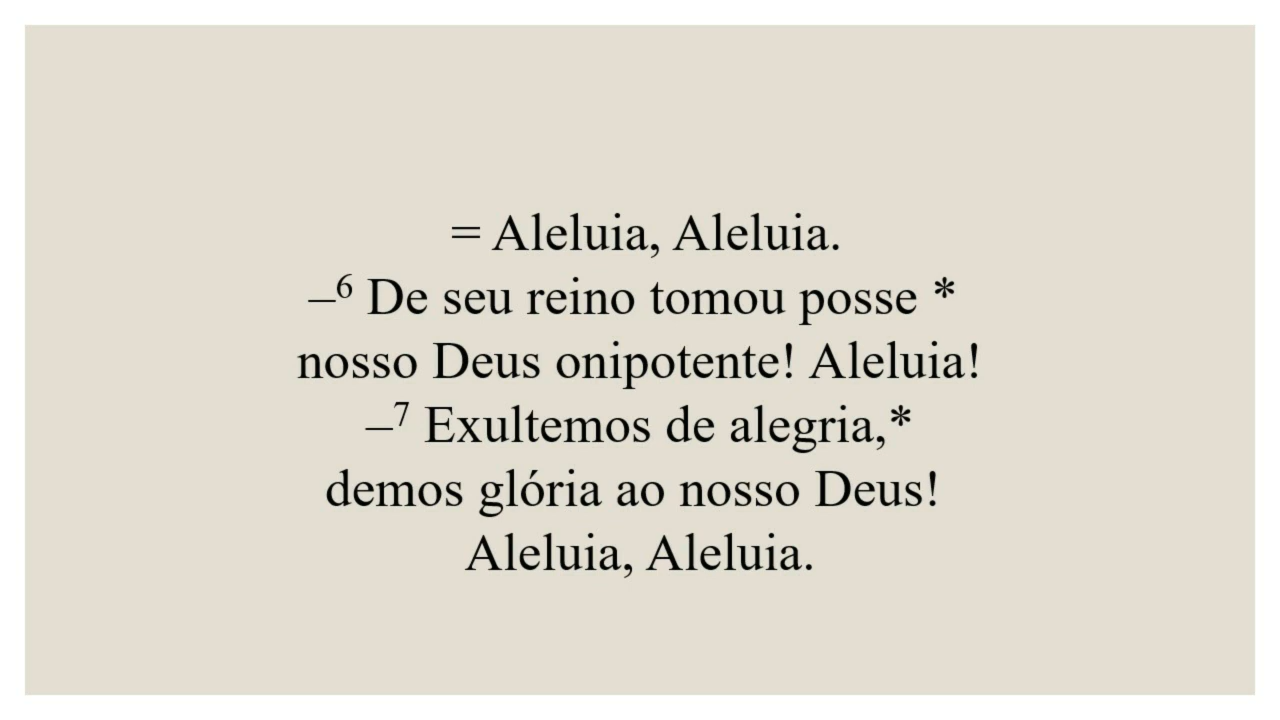 = Aleluia, Aleluia.
–⁶ De seu reino tomou posse *
nosso Deus onipotente! Aleluia!
–⁷ Exultemos de alegria,*
demos glória ao nosso Deus!
Aleluia, Aleluia.